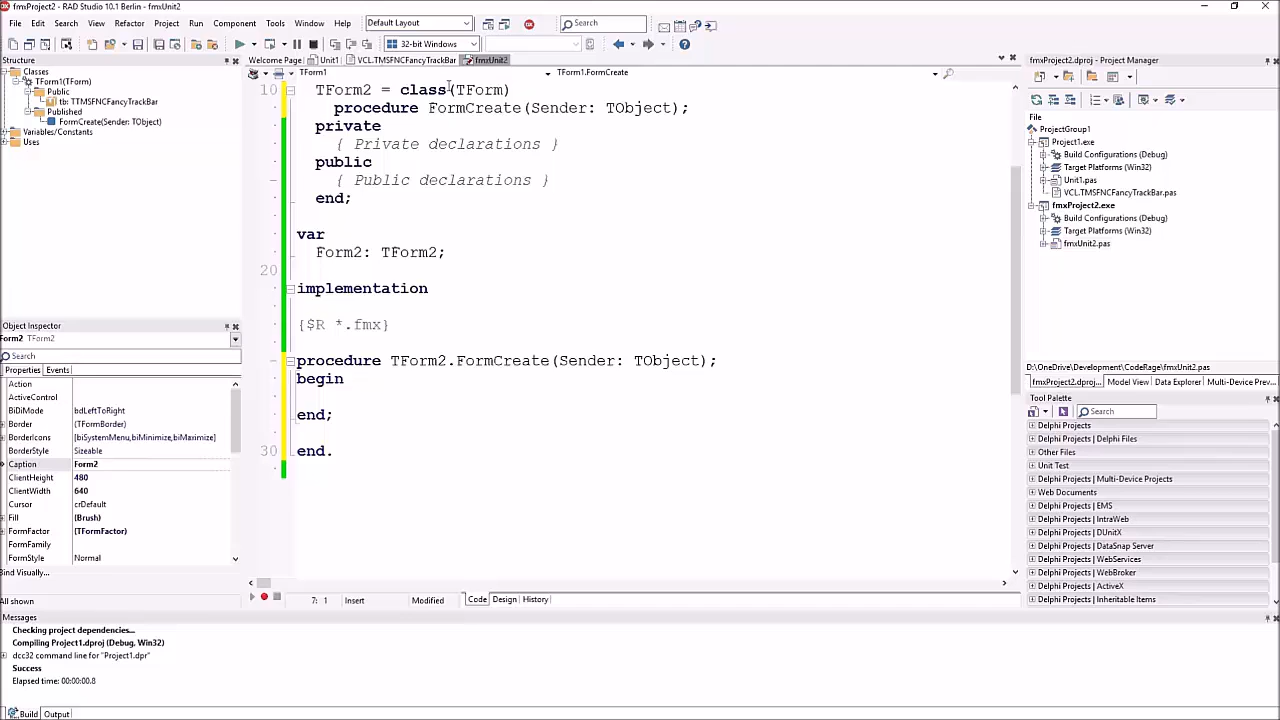 fmxProject2 - RAD Studio 10.1 Berlin - fmxUnit2
File Edit Search View Refactor Project Run Component Tools Window Help Default Layout Search
32-bit Windows
Structure
Classes
TForm1(TForm)
Public
tb: TTMSFNCFancyTrackBar
Published
FormCreate(Sender: TObject)
Variables/Constants
Uses
Object Inspector
Form2 TForm2
Search
Properties Events
Action
ActiveControl
BiDiMode bdLeftToRight
Border (TFormBorder)
BorderIcons [biSystemMenu,biMinimize,biMaximize]
BorderStyle Sizeable
Caption Form2
ClientHeight 480
ClientWidth 640
Cursor crDefault
Fill (Brush)
FormFactor (TFormFactor)
FormFamily
FormStyle Normal
Bind Visually...
All shown
Welcome Page Unit1 VCL.TMSFNCFancyTrackBar fmxUnit2
TForm1 TForm1.FormCreate
10 TForm2 = class(TForm)
procedure FormCreate(Sender: TObject);
private
{ Private declarations }
public
{ Public declarations }
end;
var
Form2: TForm2;
20
implementation
{$R *.fmx}
procedure TForm2.FormCreate(Sender: TObject);
begin
end;
30 end.
7: 1 Insert Modified Code Design History
fmxProject2.dproj - Project Manager
File
ProjectGroup1
Project1.exe
Build Configurations (Debug)
Target Platforms (Win32)
Unit1.pas
VCL.TMSFNCFancyTrackBar.pas
fmxProject2.exe
Build Configurations (Debug)
Target Platforms (Win32)
fmxUnit2.pas
D:\OneDrive\Development\CodeRage\fmxUnit2.pas
fmxProject2.dproj... Model View Data Explorer Multi-Device Prev...
Tool Palette
Search
Delphi Projects
Delphi Projects | Delphi Files
Other Files
Unit Test
Delphi Projects | Multi-Device Projects
Web Documents
Delphi Projects | EMS
Delphi Projects | IntraWeb
Delphi Projects | DUnitX
Delphi Projects | DataSnap Server
Delphi Projects | WebServices
Delphi Projects | WebBroker
Delphi Projects | ActiveX
Delphi Projects | Inheritable Items
Messages
Checking project dependencies...
Compiling Project1.dproj (Debug, Win32)
dcc32 command line for "Project1.dpr"
Success
Elapsed time: 00:00:00.8
Build Output